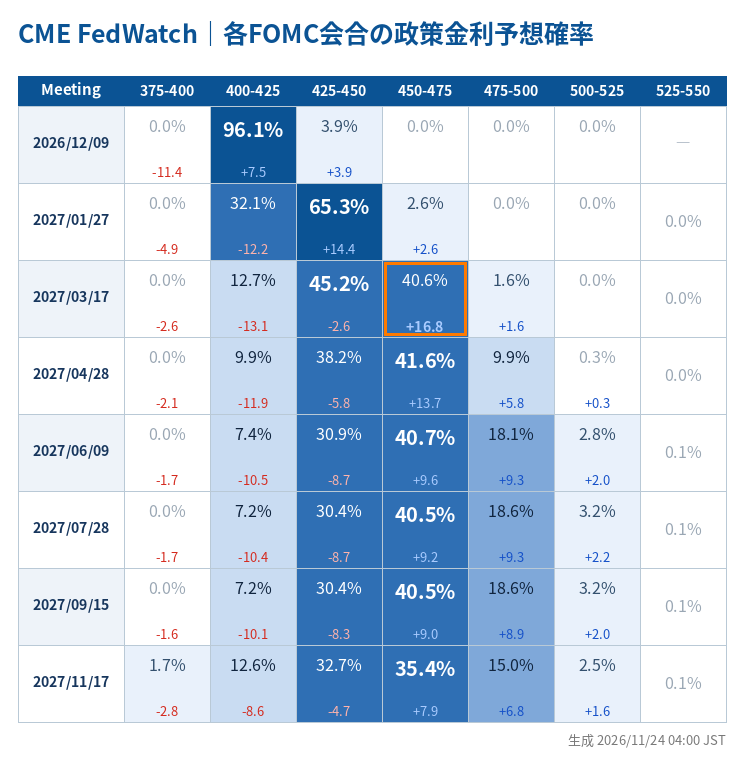 CME FedWatch｜各FOMC会合の政策金利予想確率
Meeting 375-400 400-425 425-450 450-475 475-500 500-525 525-550
2026/12/09 0.0% 96.1% 3.9% 0.0% 0.0% 0.0% —
-11.4 +7.5 +3.9
2027/01/27 0.0% 32.1% 65.3% 2.6% 0.0% 0.0% 0.0%
-4.9 -12.2 +14.4 +2.6
2027/03/17 0.0% 12.7% 45.2% 40.6% 1.6% 0.0% 0.0%
-2.6 -13.1 -2.6 +16.8 +1.6
2027/04/28 0.0% 9.9% 38.2% 41.6% 9.9% 0.3% 0.0%
-2.1 -11.9 -5.8 +13.7 +5.8 +0.3
2027/06/09 0.0% 7.4% 30.9% 40.7% 18.1% 2.8% 0.1%
-1.7 -10.5 -8.7 +9.6 +9.3 +2.0
2027/07/28 0.0% 7.2% 30.4% 40.5% 18.6% 3.2% 0.1%
-1.7 -10.4 -8.7 +9.2 +9.3 +2.2
2027/09/15 0.0% 7.2% 30.4% 40.5% 18.6% 3.2% 0.1%
-1.6 -10.1 -8.3 +9.0 +8.9 +2.0
2027/11/17 1.7% 12.6% 32.7% 35.4% 15.0% 2.5% 0.1%
-2.8 -8.6 -4.7 +7.9 +6.8 +1.6
生成 2026/11/24 04:00 JST